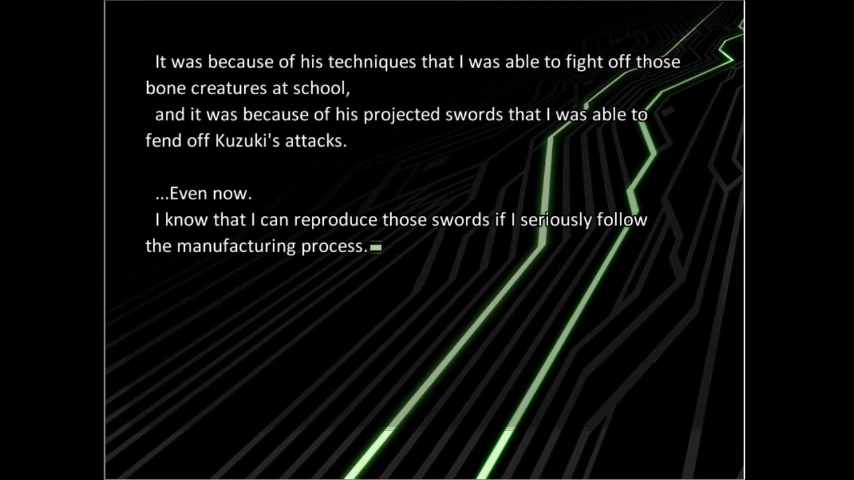 It was because of his techniques that I was able to fight off those
bone creatures at school,
and it was because of his projected swords that I was able to
fend off Kuzuki's attacks.
...Even now.
I know that I can reproduce those swords if I seriously follow
the manufacturing process.